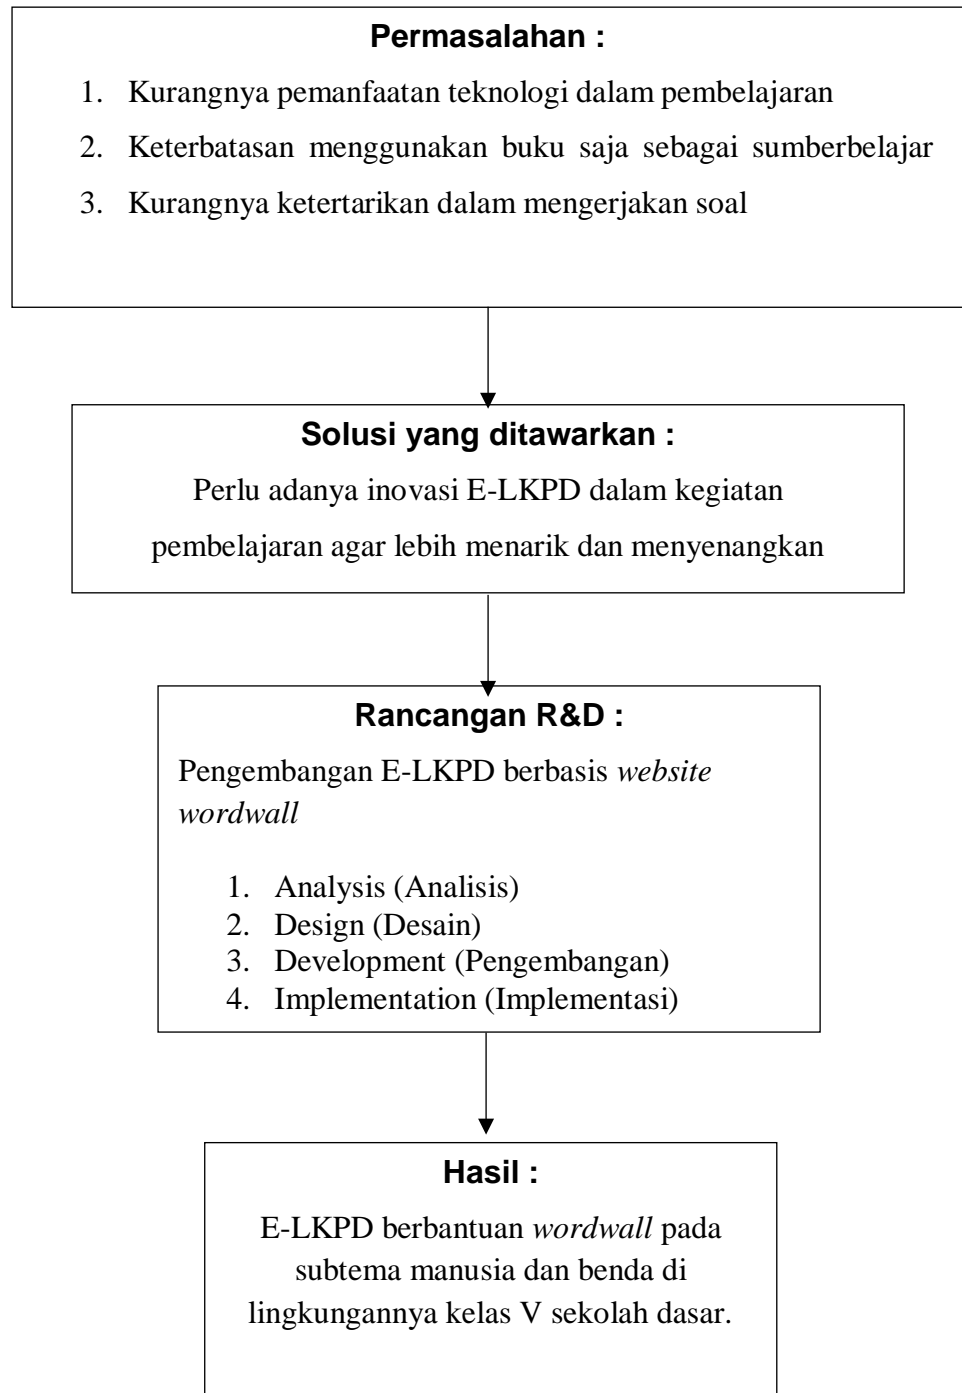 Permasalahan :
1. Kurangnya pemanfaatan teknologi dalam pembelajaran
2. Keterbatasan menggunakan buku saja sebagai sumberbelajar
3. Kurangnya ketertarikan dalam mengerjakan soal
Solusi yang ditawarkan :
Perlu adanya inovasi E-LKPD dalam kegiatan
pembelajaran agar lebih menarik dan menyenangkan
Rancangan R&D :
Pengembangan E-LKPD berbasis website
wordwall
1. Analysis (Analisis)
2. Design (Desain)
3. Development (Pengembangan)
4. Implementation (Implementasi)
Hasil :
E-LKPD berbantuan wordwall pada
subtema manusia dan benda di
lingkungannya kelas V sekolah dasar.